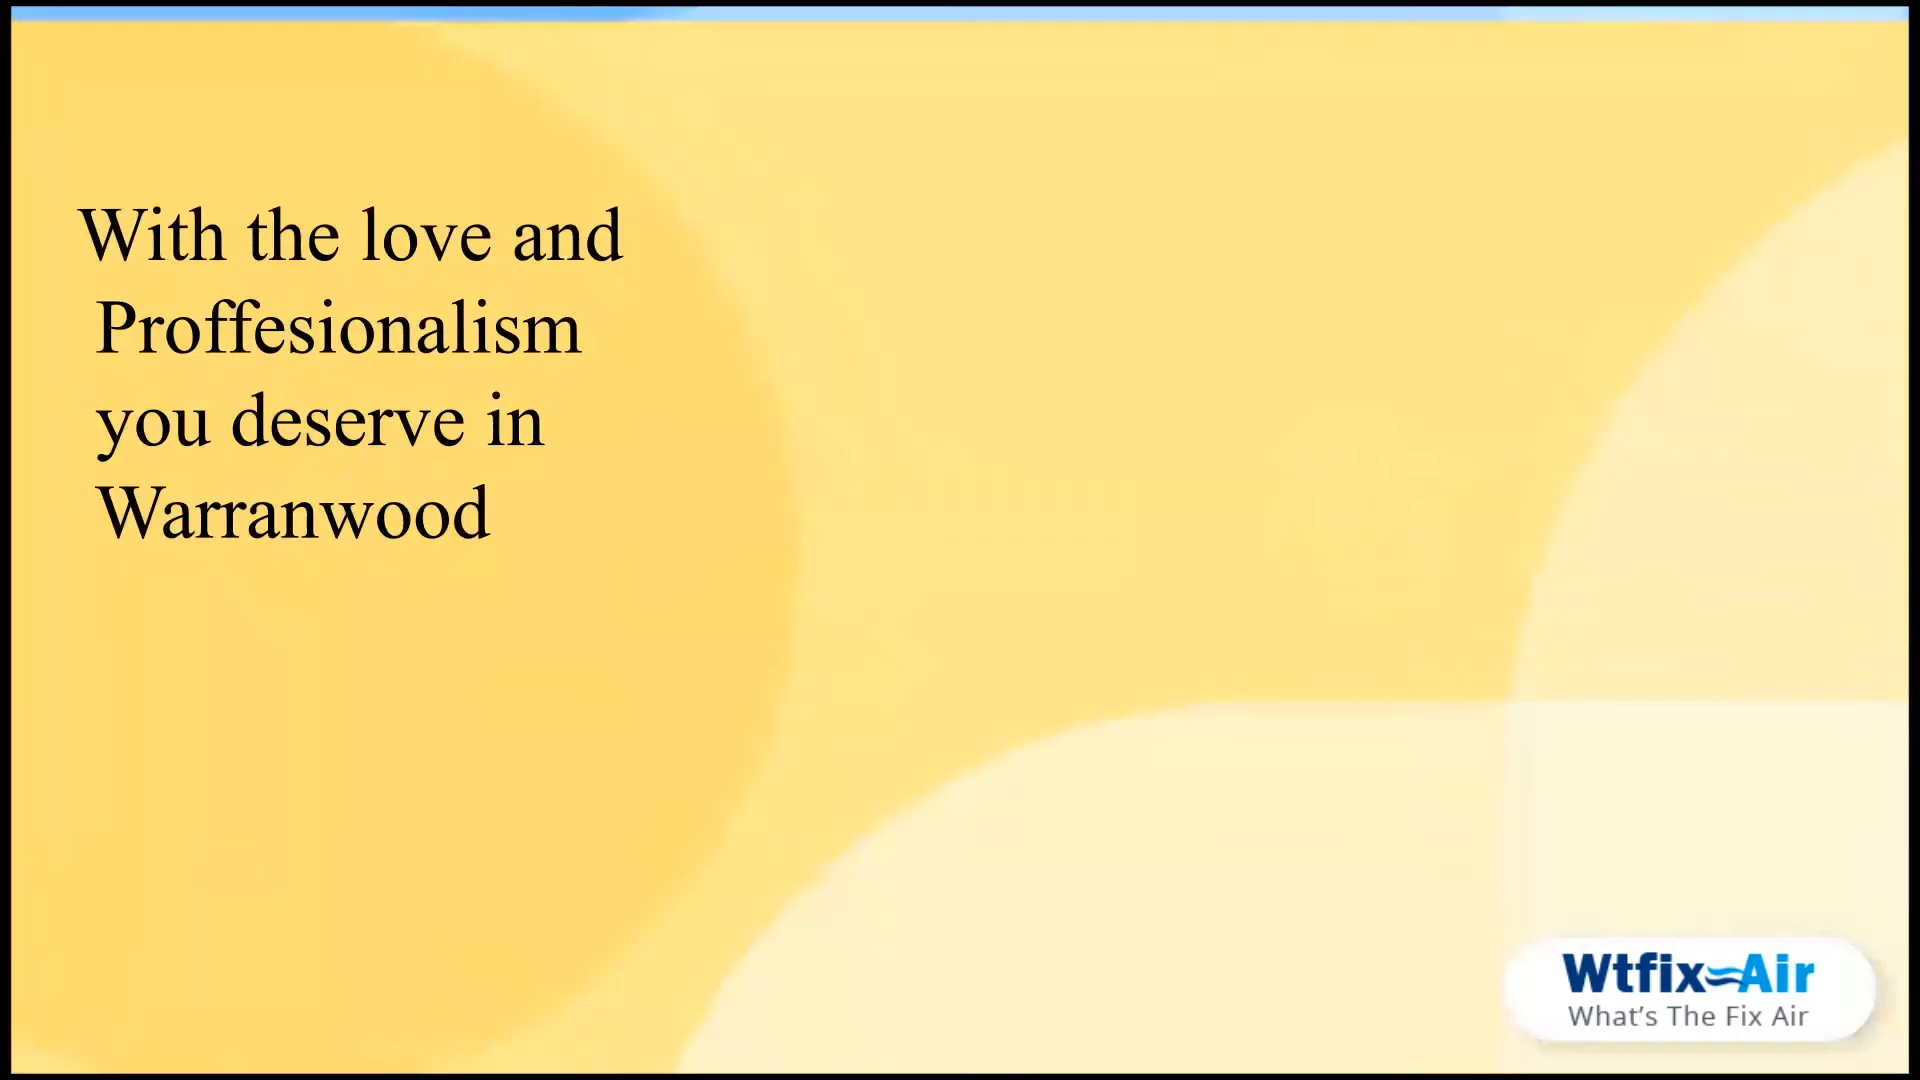 With the love and
Proffesionalism
you deserve in
Warranwood
Wtfix Air
What's The Fix Air